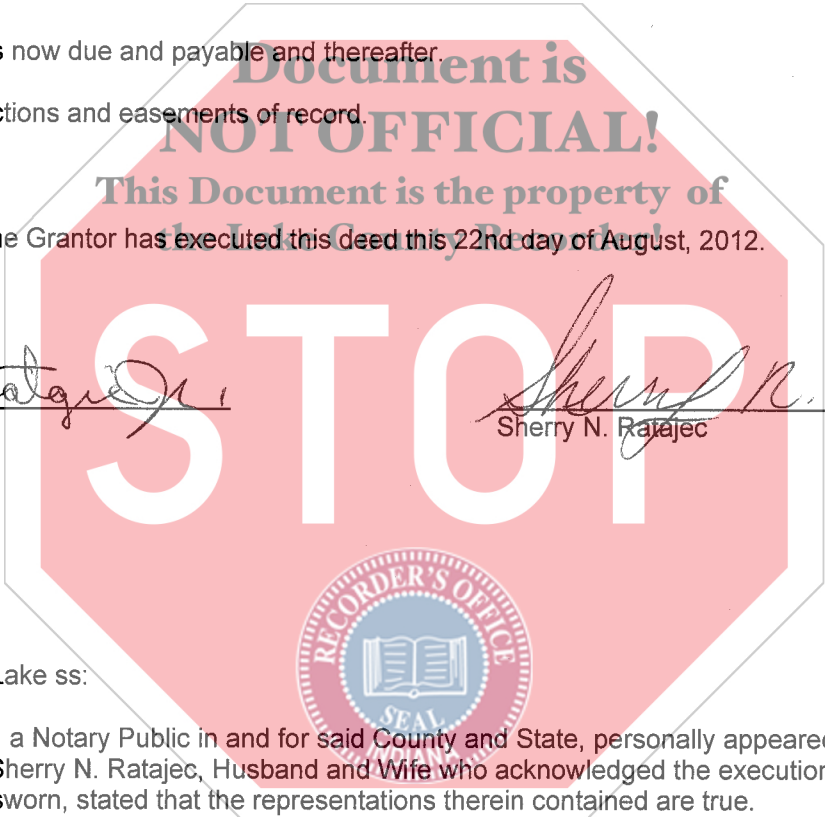 s now due and payable and thereafter.
Document is
ctions and easements of record.
NOT OFFICIAL!
This Document is the property of
the Lake County Recorder!
e Grantor has executed this deed this 22nd day of August, 2012.
STOP
Sherry N.
Sherry N. Ratajec
RECORDER'S OFFICE
SEAL
INDIANA
Lake ss:
a Notary Public in and for said County and State, personally appeared
Sherry N. Ratajec, Husband and Wife who acknowledged the execution
sworn, stated that the representations therein contained are true.